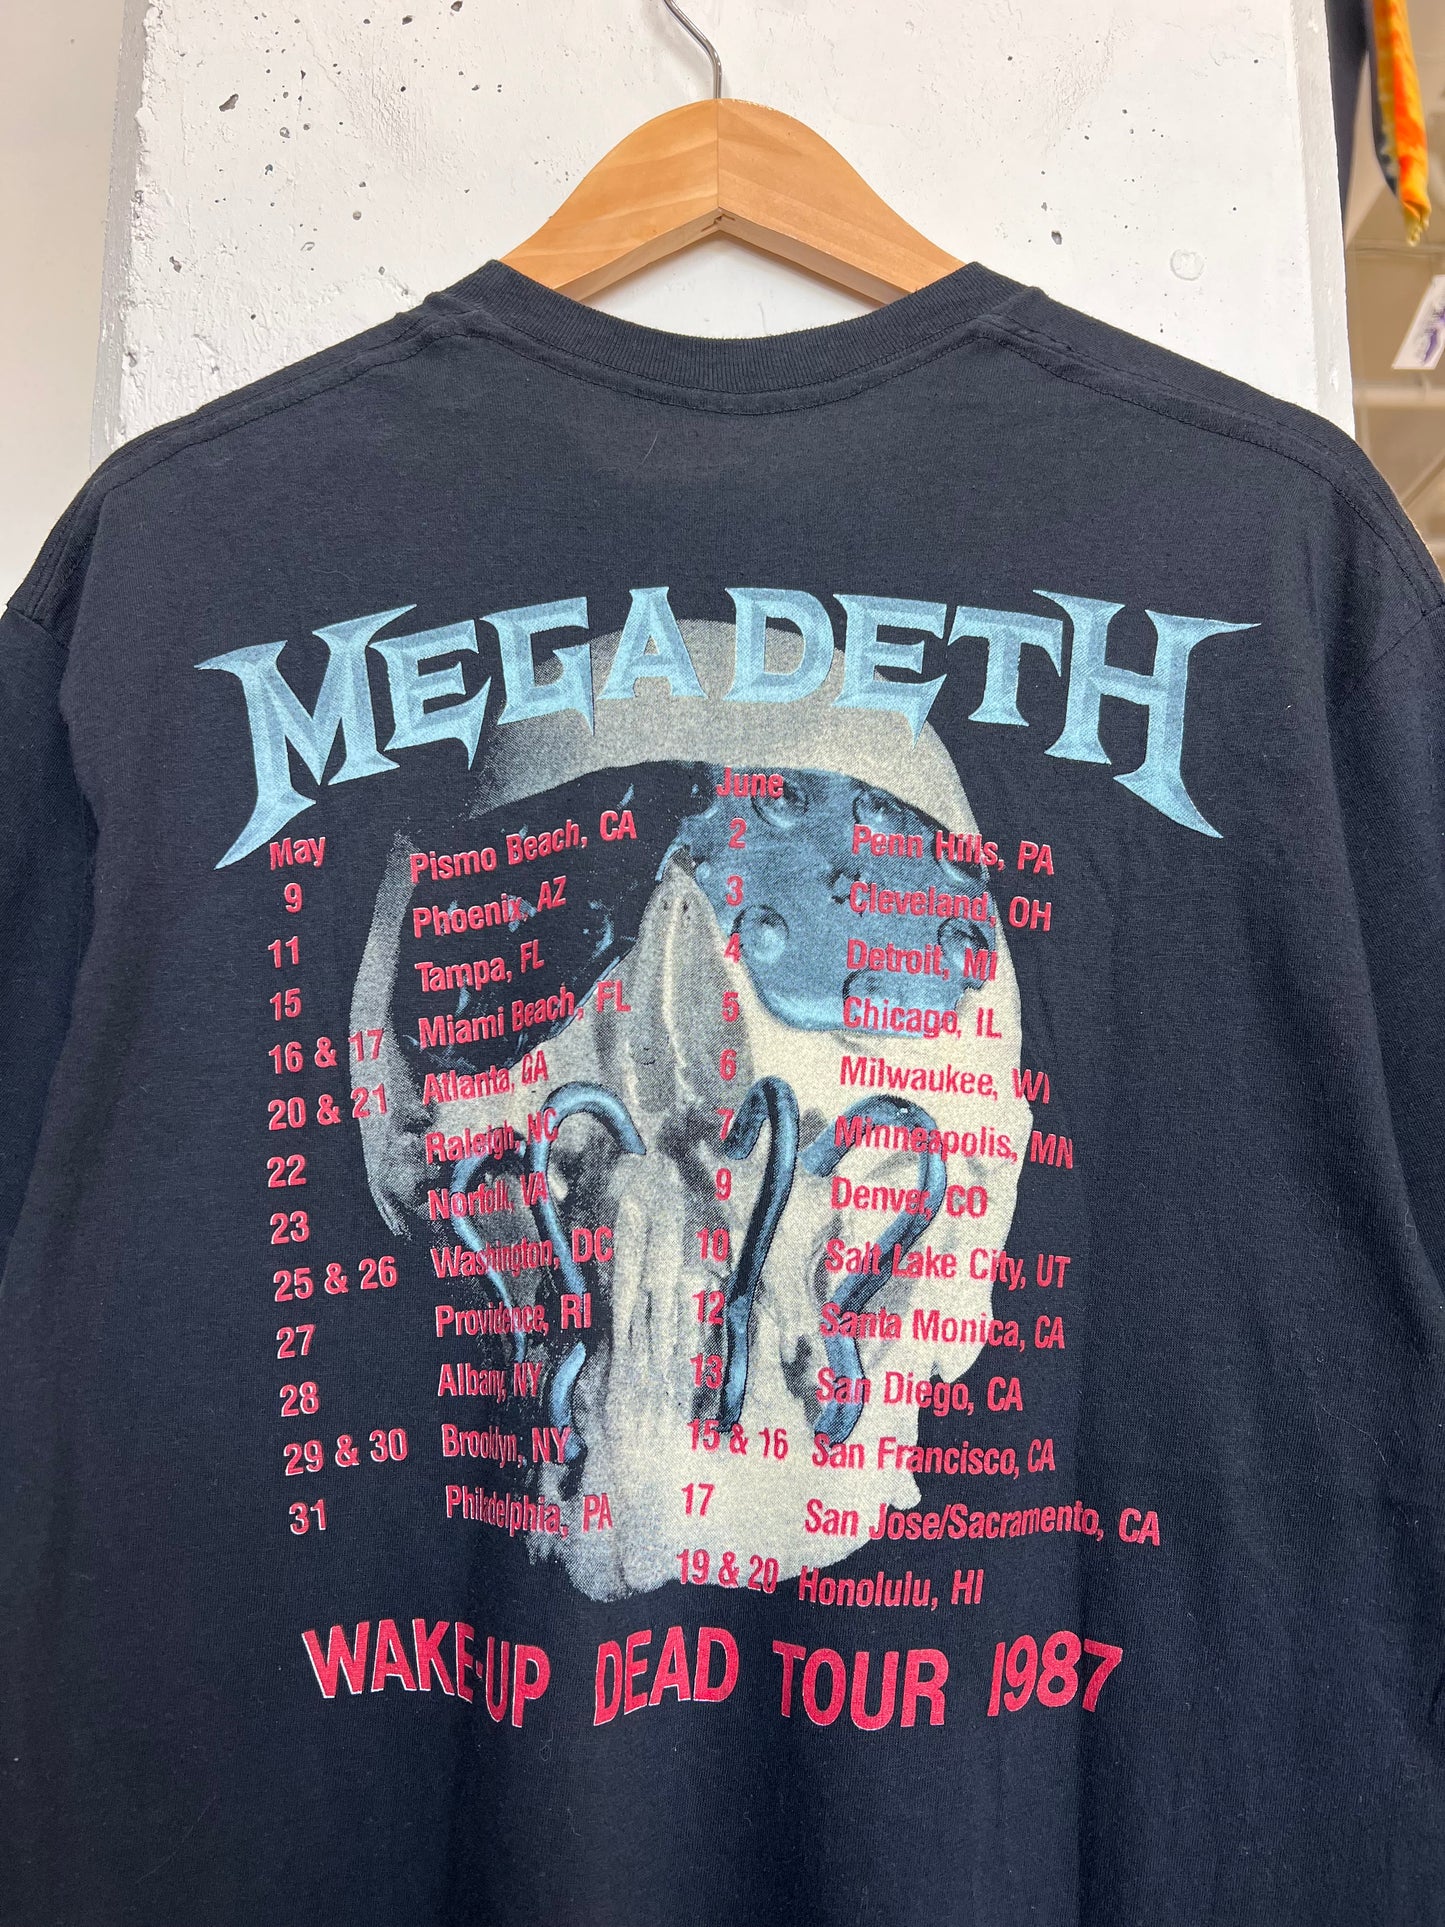 MEGADETH
May
9 Pismo Beach, CA
11 Phoenix, AZ
15 Tampa, FL
16 & 17 Miami Beach, FL
20 & 21 Atlanta, GA
22 Raleigh, NC
23 Norfolk, VA
25 & 26 Washington, DC
27 Providence, RI
28 Albany, NY
29 & 30 Brooklyn, NY
31 Philadelphia, PA
June
2 Penn Hills, PA
3 Cleveland, OH
4 Detroit, MI
5 Chicago, IL
6 Milwaukee, WI
7 Minneapolis, MN
9 Denver, CO
10 Salt Lake City, UT
12 Santa Monica, CA
13 San Diego, CA
15 & 16 San Francisco, CA
17 San Jose/Sacramento, CA
19 & 20 Honolulu, HI
WAKE-UP DEAD TOUR 1987